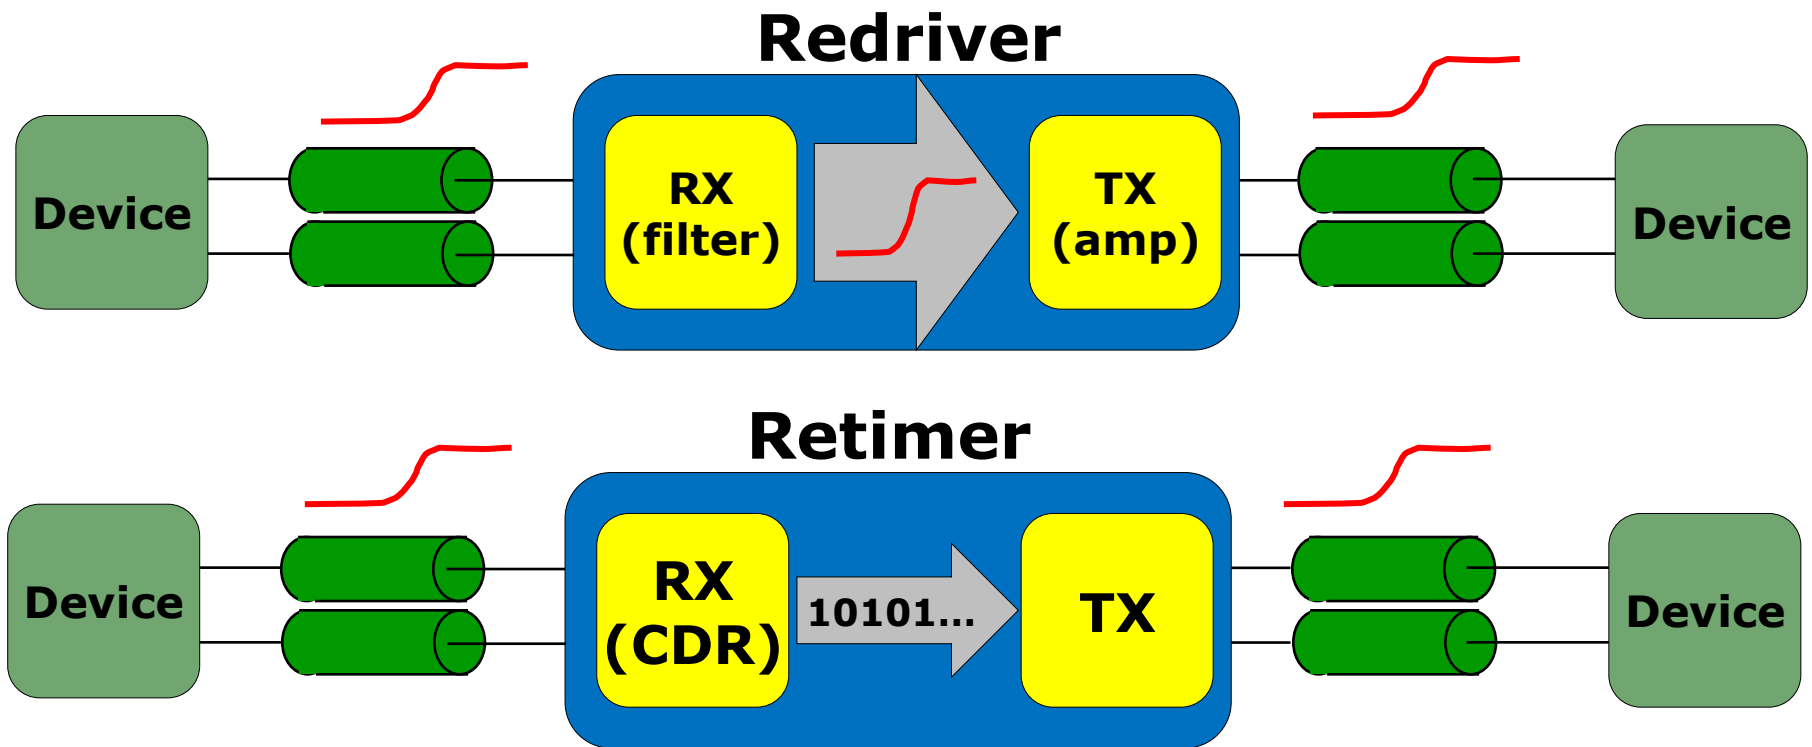 Redriver
Device
RX
(filter)
TX
(amp)
Device
Retimer
Device
RX
(CDR)
10101...
TX
Device